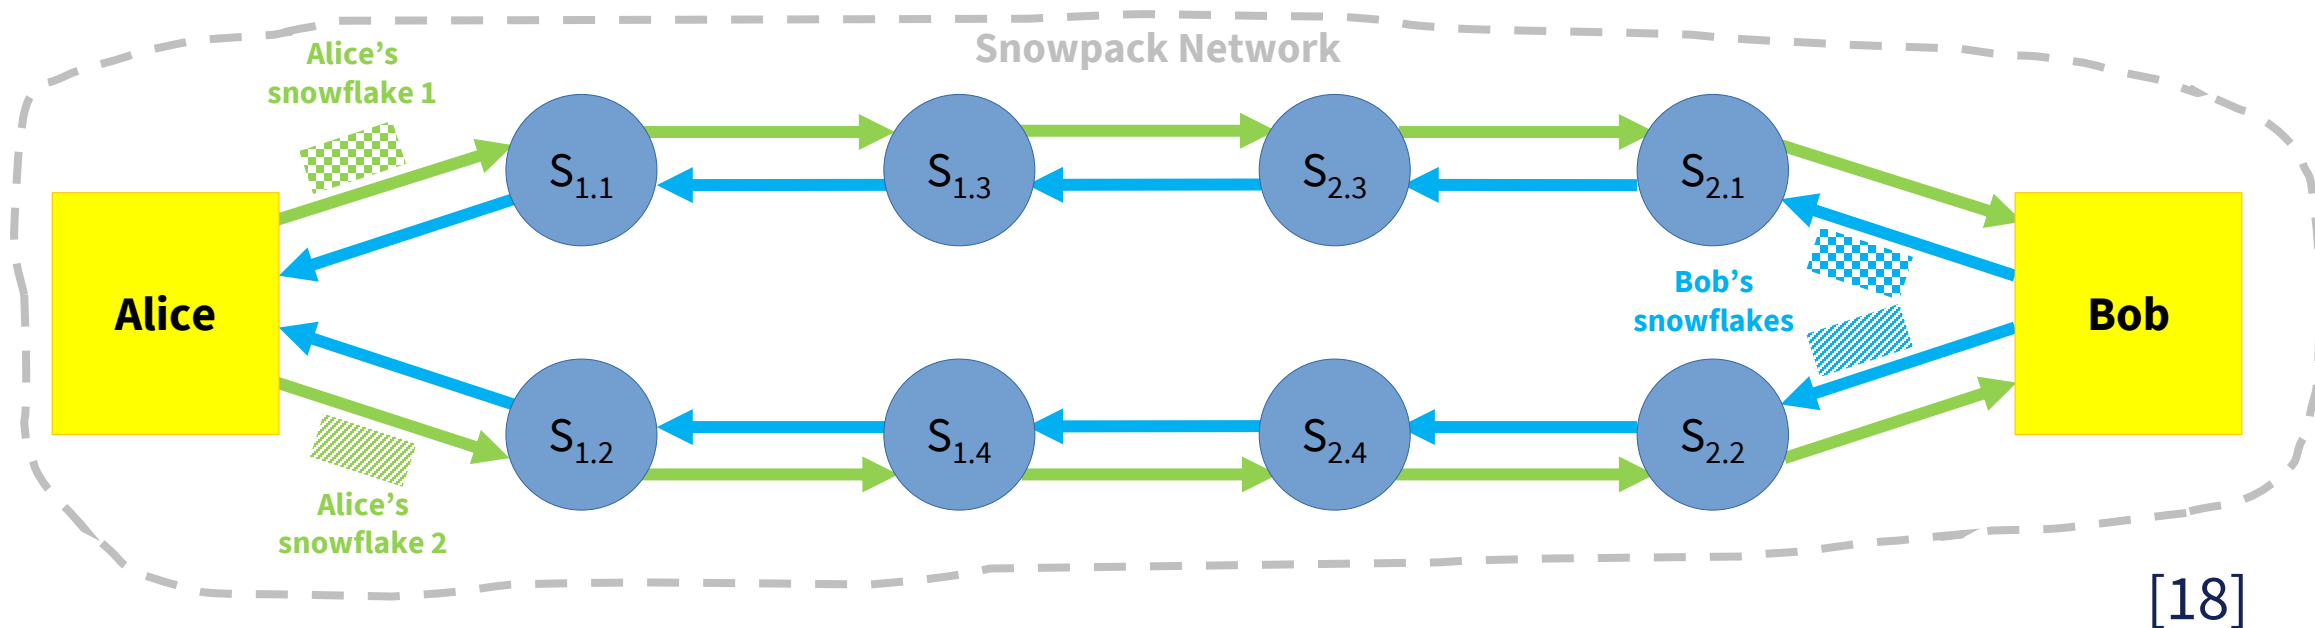 Snowpack Network
Alice’s
snowflake 1
S1.1
S1.3
S2.3
S2.1
Alice
Bob’s
snowflakes
Bob
S1.2
S1.4
S2.4
S2.2
Alice’s
snowflake 2
[18]